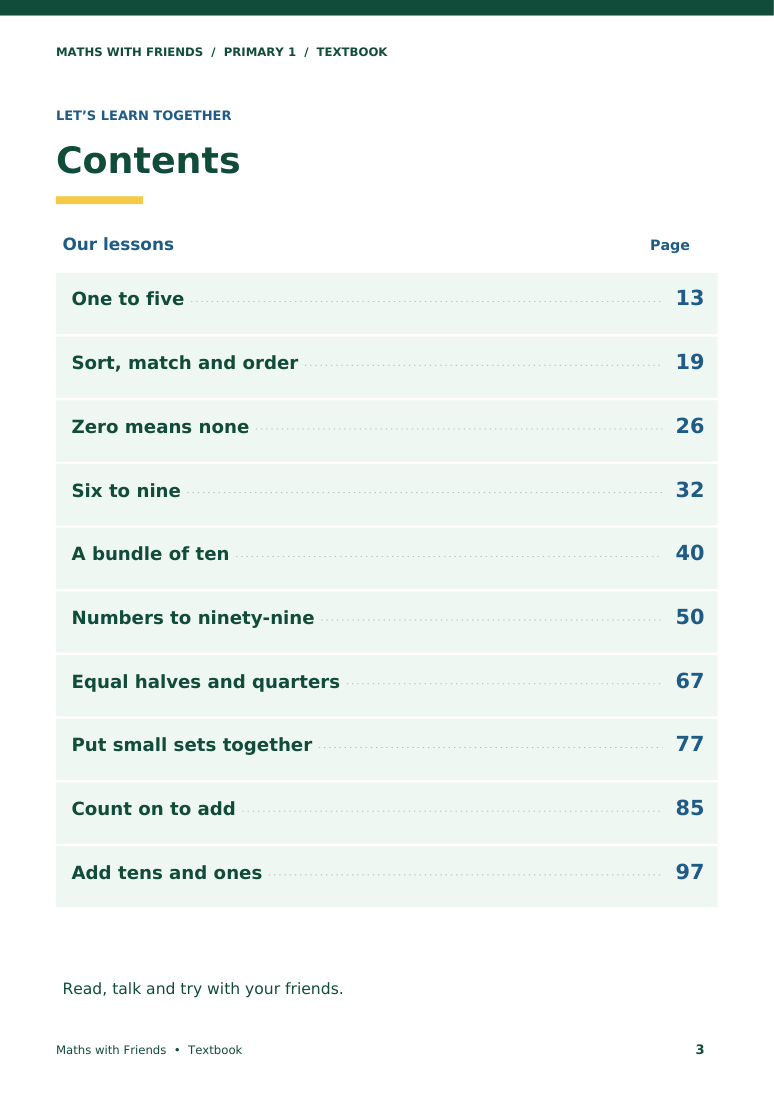 MATHS WITH FRIENDS / PRIMARY 1 / TEXTBOOK
LET’S LEARN TOGETHER
Contents
Our lessons Page
One to five 13
Sort, match and order 19
Zero means none 26
Six to nine 32
A bundle of ten 40
Numbers to ninety-nine 50
Equal halves and quarters 67
Put small sets together 77
Count on to add 85
Add tens and ones 97
Read, talk and try with your friends.
Maths with Friends • Textbook 3